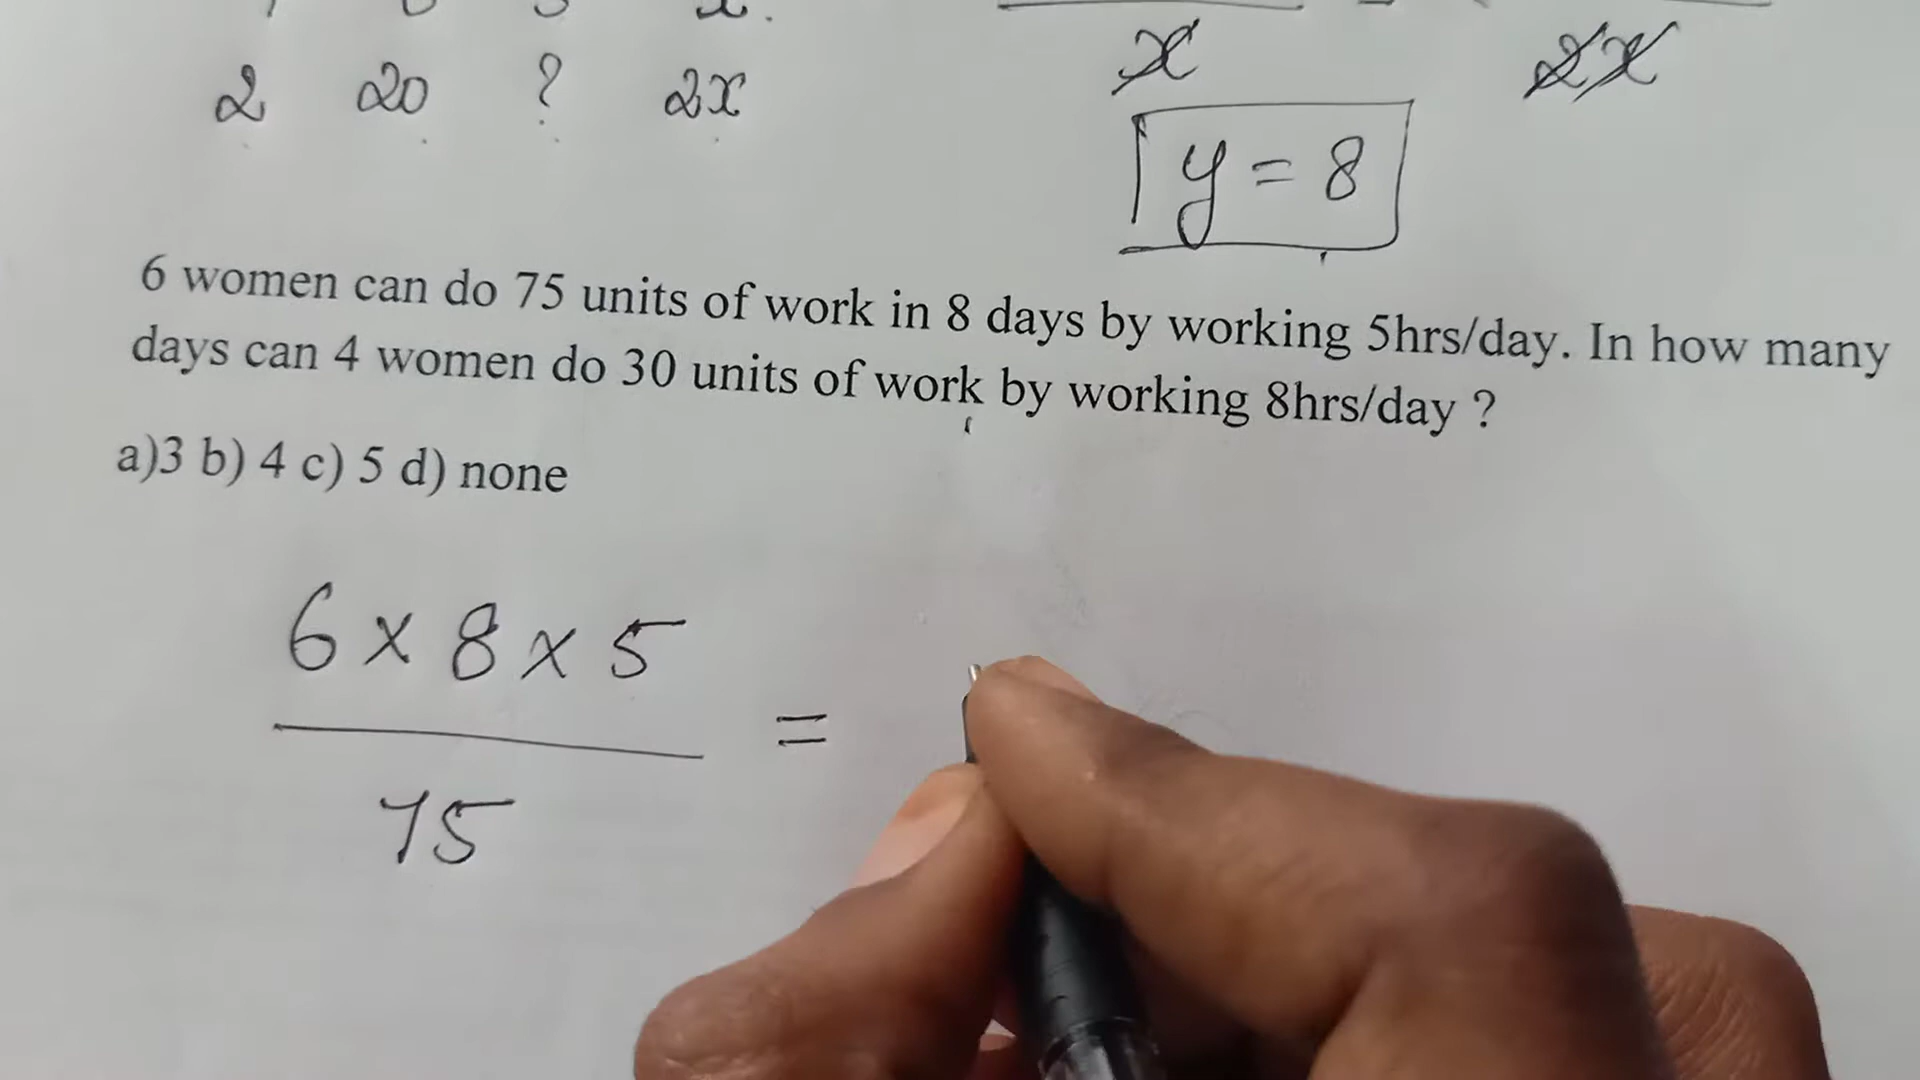 2 20 ? 2x
x 2x
y = 8
6 women can do 75 units of work in 8 days by working 5hrs/day. In how many
days can 4 women do 30 units of work by working 8hrs/day ?
a)3 b) 4 c) 5 d) none
6 x 8 x 5
=
75